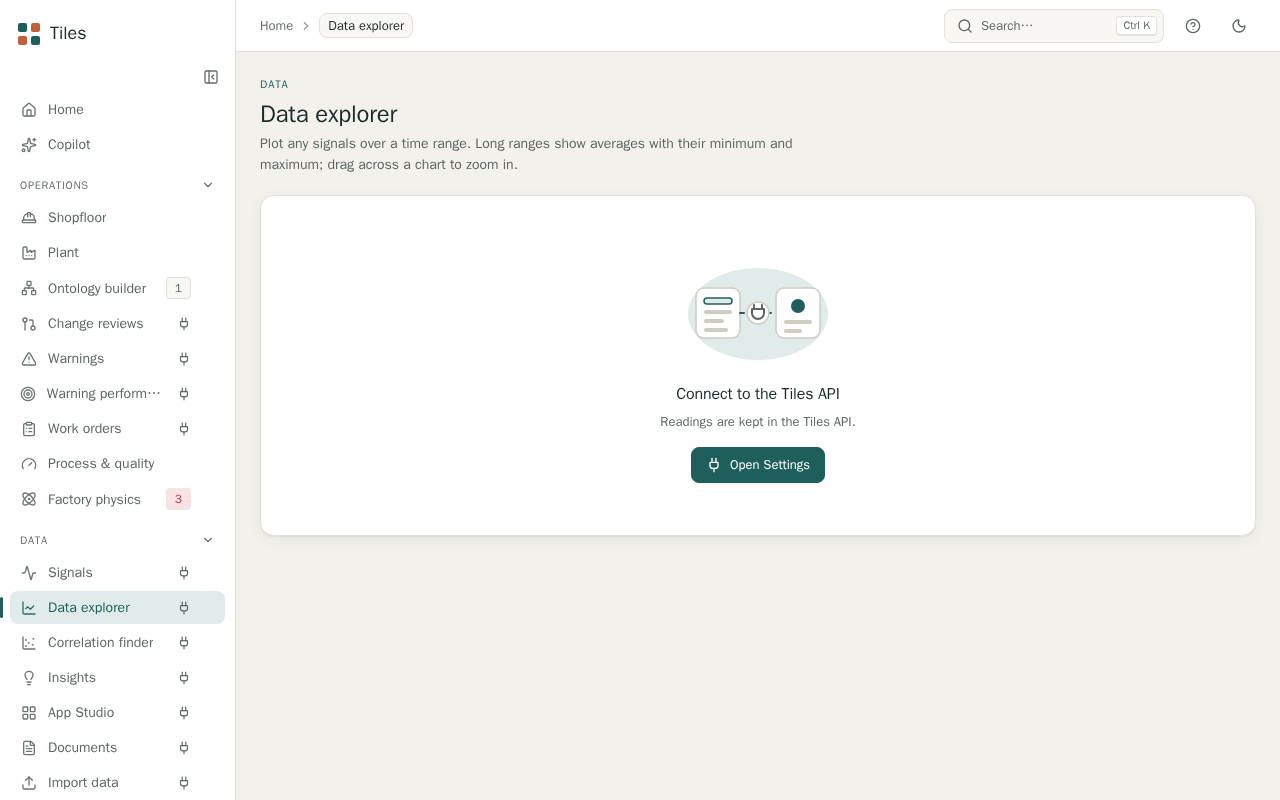 Tiles
Home
Copilot
OPERATIONS
Shopfloor
Plant
Ontology builder 1
Change reviews
Warnings
Warning perform···
Work orders
Process & quality
Factory physics 3
DATA
Signals
Data explorer
Correlation finder
Insights
App Studio
Documents
Import data
Home Data explorer
Search··· Ctrl K
DATA
Data explorer
Plot any signals over a time range. Long ranges show averages with their minimum and
maximum; drag across a chart to zoom in.
Connect to the Tiles API
Readings are kept in the Tiles API.
Open Settings